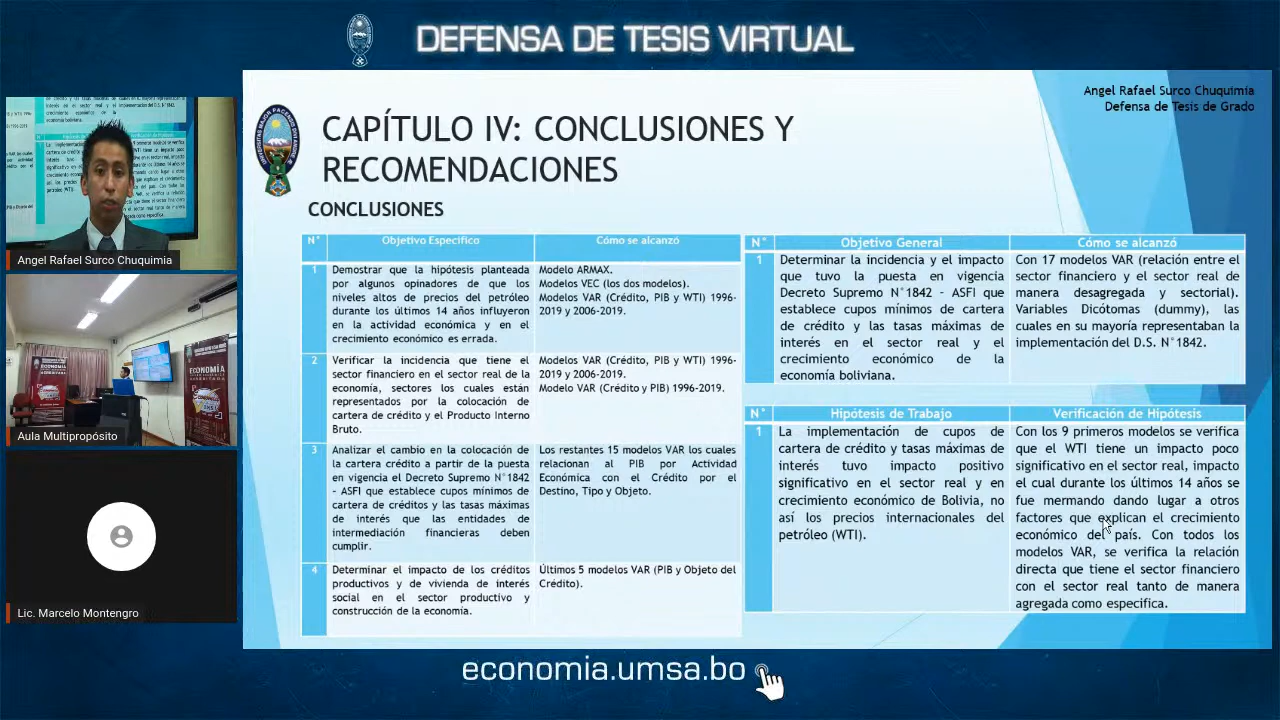 DEFENSA DE TESIS VIRTUAL
Angel Rafael Surco Chuquimia
Defensa de Tesis de Grado
CAPÍTULO IV: CONCLUSIONES Y
RECOMENDACIONES
CONCLUSIONES
N°
Objetivo Específico
Cómo se alcanzó
1
Demostrar que la hipótesis planteada
por algunos opinadores de que los
niveles altos de precios del petróleo
durante los últimos 14 años influyeron
en la actividad económica y en el
crecimiento económico es errada.
Modelo ARMAX.
Modelos VEC (los dos modelos).
Modelos VAR (Crédito, PIB y WTI) 1996-
2019 y 2006-2019.
2
Verificar la incidencia que tiene el
sector financiero en el sector real de la
economía, sectores los cuales están
representados por la colocación de
cartera de crédito y el Producto Interno
Bruto.
Modelos VAR (Crédito, PIB y WTI) 1996-
2019 y 2006-2019.
Modelo VAR (Crédito y PIB) 1996-2019.
3
Analizar el cambio en la colocación de
la cartera crédito a partir de la puesta
en vigencia el Decreto Supremo N°1842
- ASFI que establece cupos mínimos de
cartera de créditos y las tasas máximas
de interés que las entidades de
intermediación financieras deben
cumplir.
Los restantes 15 modelos VAR los cuales
relacionan al PIB por Actividad
Económica con el Crédito por el
Destino, Tipo y Objeto.
4
Determinar el impacto de los créditos
productivos y de vivienda de interés
social en el sector productivo y
construcción de la economía.
Últimos 5 modelos VAR (PIB y Objeto del
Crédito).
N°
Objetivo General
Cómo se alcanzó
1
Determinar la incidencia y el impacto
que tuvo la puesta en vigencia
Decreto Supremo N°1842 - ASFI que
establece cupos mínimos de cartera
de crédito y las tasas máximas de
interés en el sector real y el
crecimiento económico de la
economía boliviana.
Con 17 modelos VAR (relación entre el
sector financiero y el sector real de
manera desagregada y sectorial).
Variables Dicótomas (dummy), las
cuales en su mayoría representaban la
implementación del D.S. N°1842.
N°
Hipótesis de Trabajo
Verificación de Hipótesis
1
La implementación de cupos de
cartera de crédito y tasas máximas de
interés tuvo impacto positivo
significativo en el sector real y en
crecimiento económico de Bolivia, no
así los precios internacionales del
petróleo (WTI).
Con los 9 primeros modelos se verifica
que el WTI tiene un impacto poco
significativo en el sector real, impacto
el cual durante los últimos 14 años se
fue mermando dando lugar a otros
factores que explican el crecimiento
económico del país. Con todos los
modelos VAR, se verifica la relación
directa que tiene el sector financiero
con el sector real tanto de manera
agregada como especifica.
Angel Rafael Surco Chuquimia
ECONOMÍA
ECONOMÍA
Aula Multipropósito
Lic. Marcelo Montengro
economia.umsa.bo